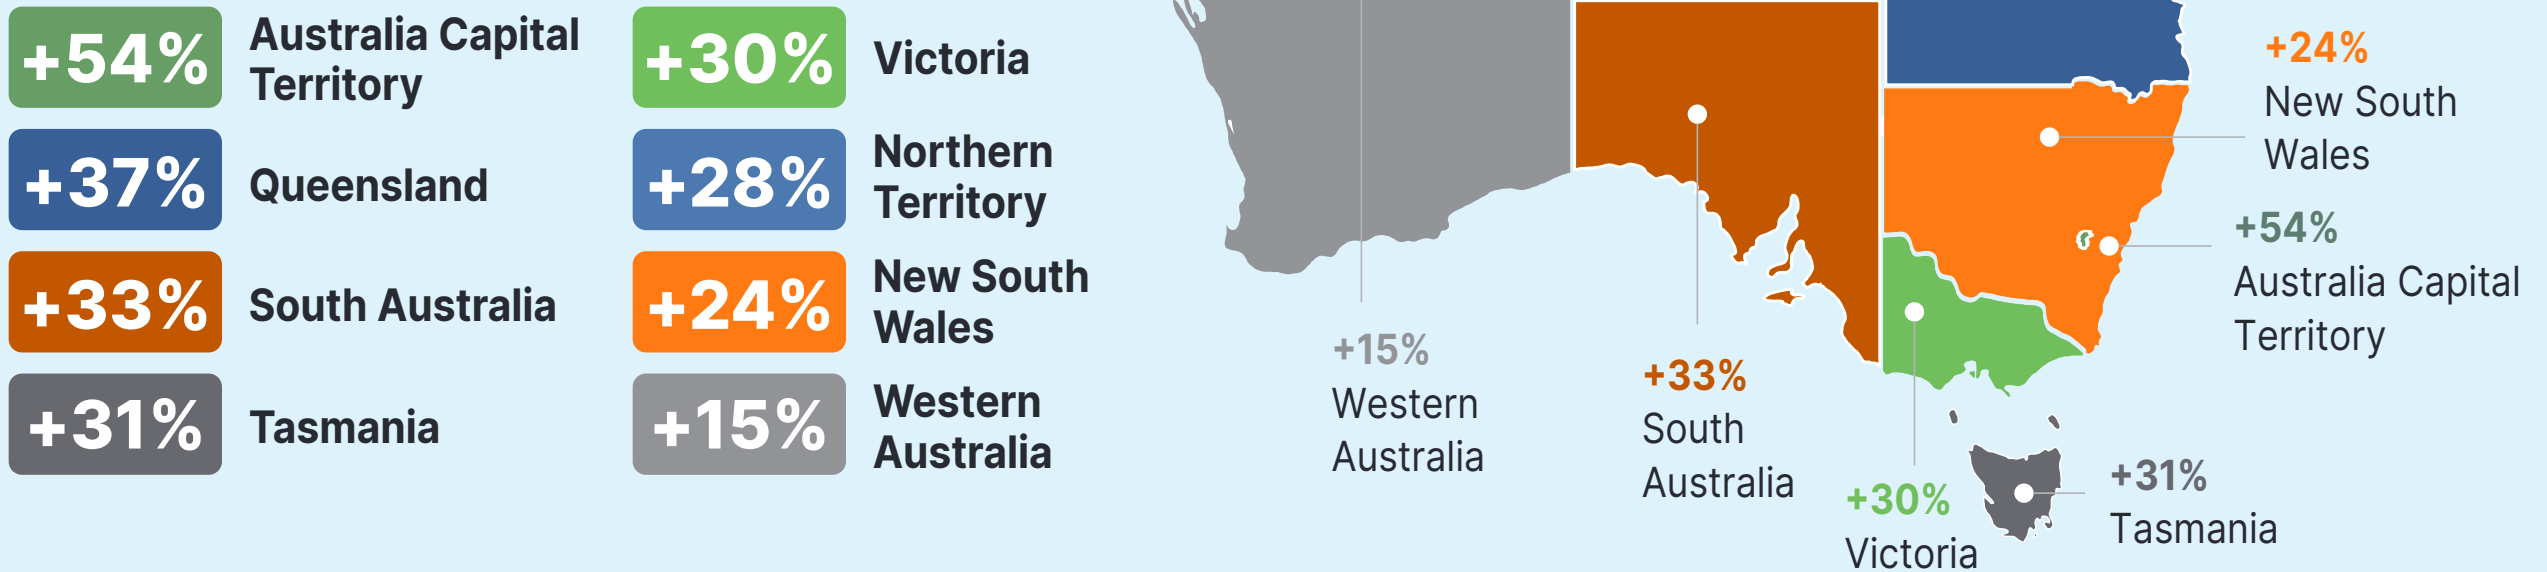 +54%
Australia Capital
Territory
+37%
Queensland
+33%
South Australia
+31%
Tasmania
+30%
Victoria
+28%
Northern
Territory
+24%
New South
Wales
+15%
Western
Australia
+15%
Western
Australia
+33%
South
Australia
+30%
Victoria
+24%
New South
Wales
+54%
Australia Capital
Territory
+31%
Tasmania